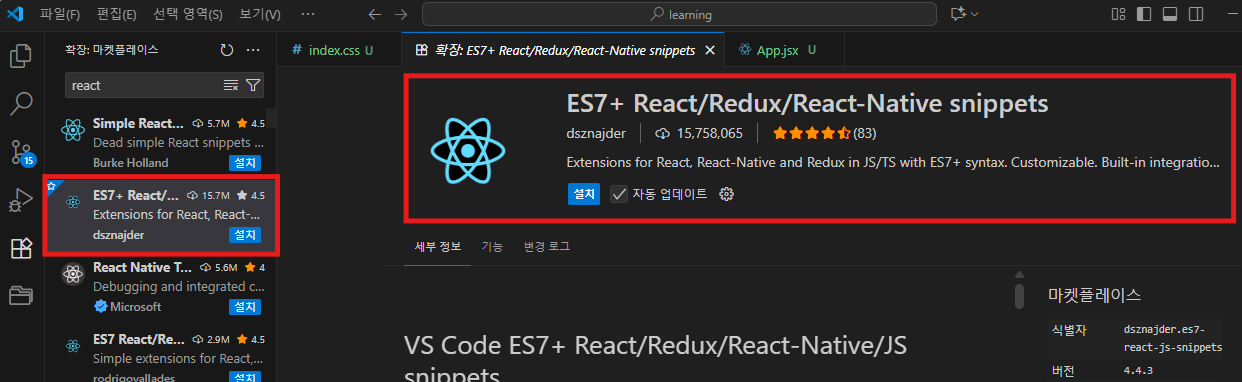 파일(F) 편집(E) 선택 영역(S) 보기(V) ··· learning
확장: 마켓플레이스 ···
react
Simple Reac... 5.7M 4.5
Dead simple React snippets ...
Burke Holland 설치
ES7+ React/... 15.7M 4.5
Extensions for React, React-...
dsznajder 설치
React Native T... 5.6M 4
Debugging and integrated c...
Microsoft 설치
ES7 React/Re... 2.9M 4.5
Simple extensions for React,...
rodrigovallades 설치
15
index.css U
확장: ES7+ React/Redux/React-Native snippets
App.jsx U
ES7+ React/Redux/React-Native snippets
dsznajder 15,758,065 (83)
Extensions for React, React-Native and Redux in JS/TS with ES7+ syntax. Customizable. Built-in integratio...
설치 자동 업데이트
세부 정보 기능 변경 로그
VS Code ES7+ React/Redux/React-Native/JS
snippets
마켓플레이스
식별자 dsznajder.es7-
react-js-snippets
버전 4.4.3